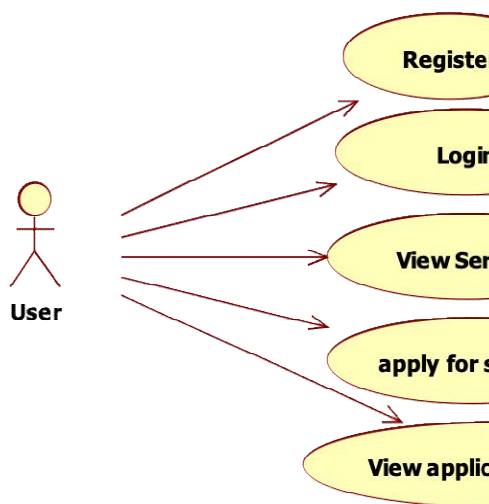 Registe
Login
View Ser
User
apply for s
View applic